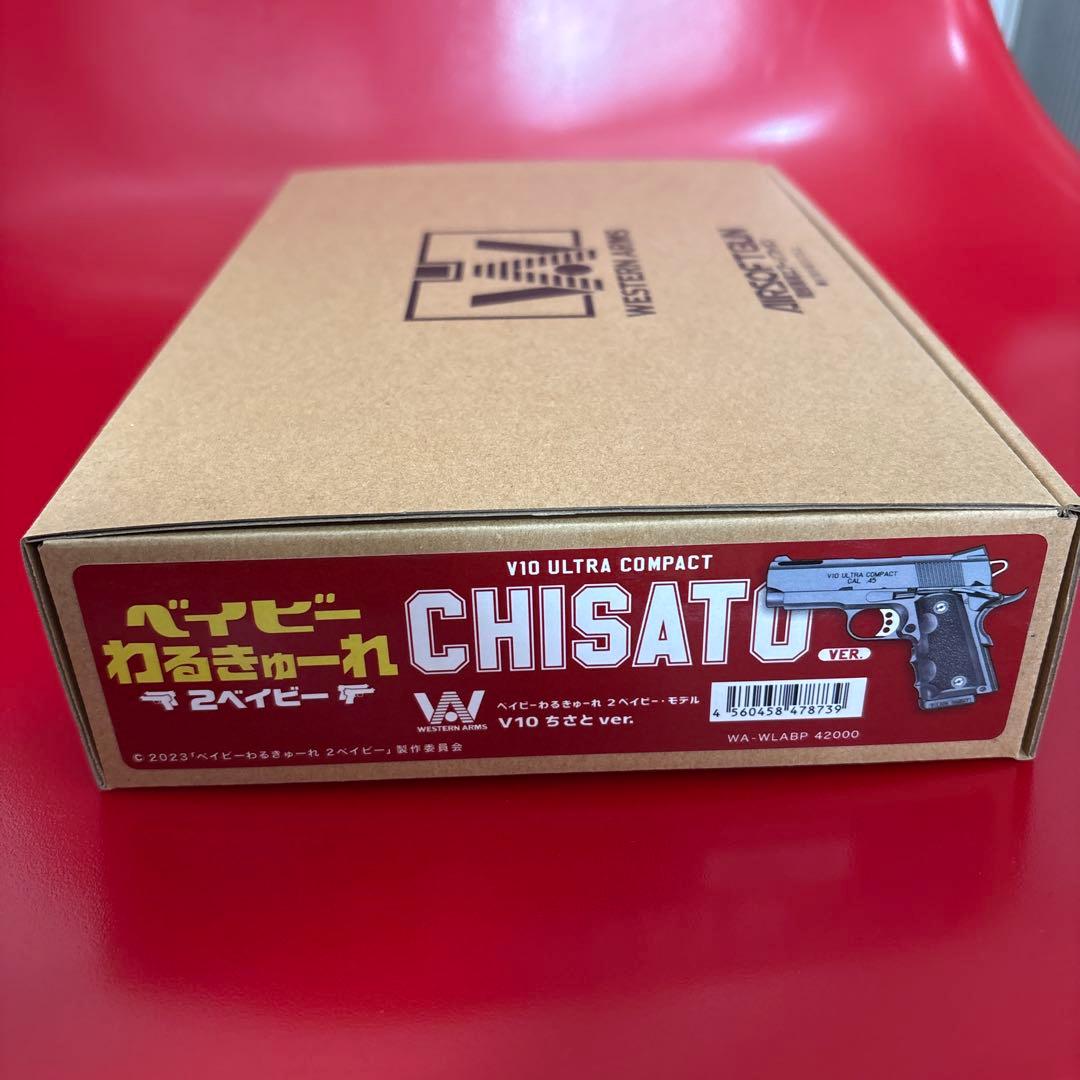 WESTERN ARMS
V10 ULTRA COMPACT
ベイビー
わるきゅーれ
2ベイビー
CHISATO
VER.
V10 ULTRA COMPACT
CAL .45
WESTERN ARMS
ベイビーわるきゅーれ 2ベイビー・モデル
V10 ちさと ver.
4 560458 478739
WA-WLABP 42000
© 2023「ベイビーわるきゅーれ 2ベイビー」製作委員会